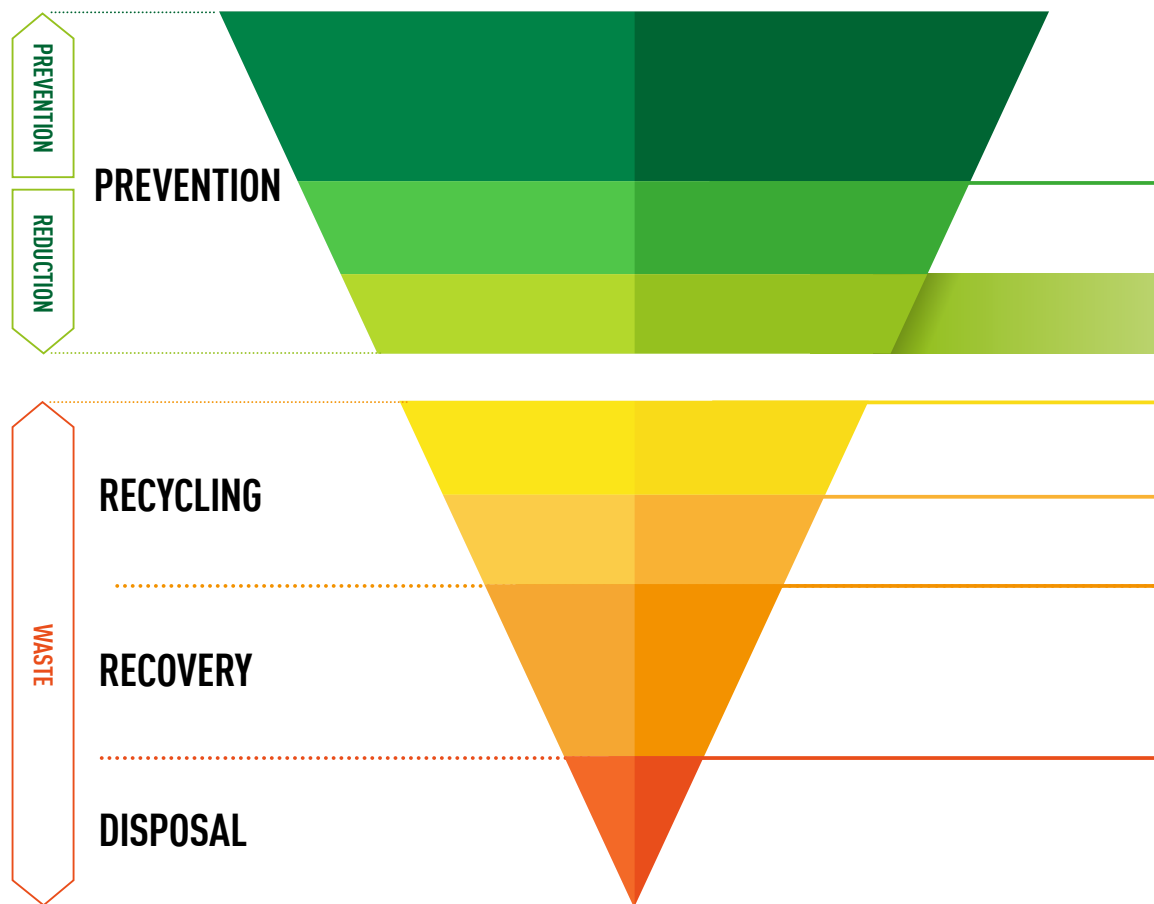 PREVENTION
PREVENTION
REDUCTION
RECYCLING
WASTE
RECOVERY
DISPOSAL